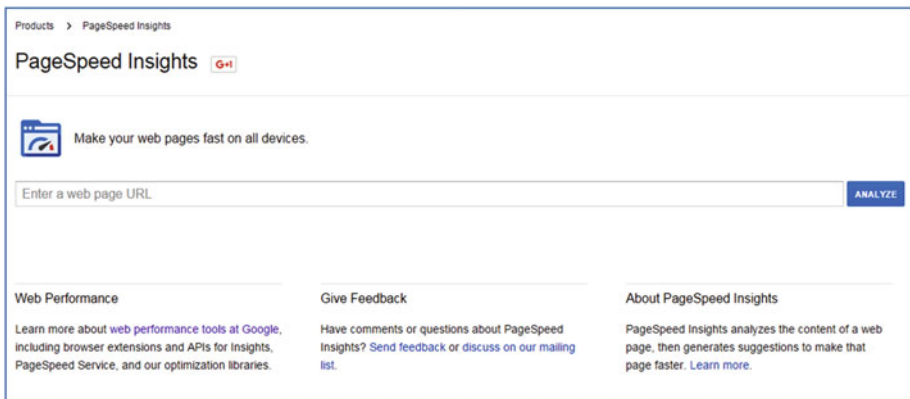 Products > PageSpeed Insights
PageSpeed Insights G+1
Make your web pages fast on all devices.
Enter a web page URL
ANALYZE
Web Performance
Learn more about web performance tools at Google,
including browser extensions and APIs for Insights,
PageSpeed Service, and our optimization libraries.
Give Feedback
Have comments or questions about PageSpeed
Insights? Send feedback or discuss on our mailing
list.
About PageSpeed Insights
PageSpeed Insights analyzes the content of a web
page, then generates suggestions to make that
page faster. Learn more.